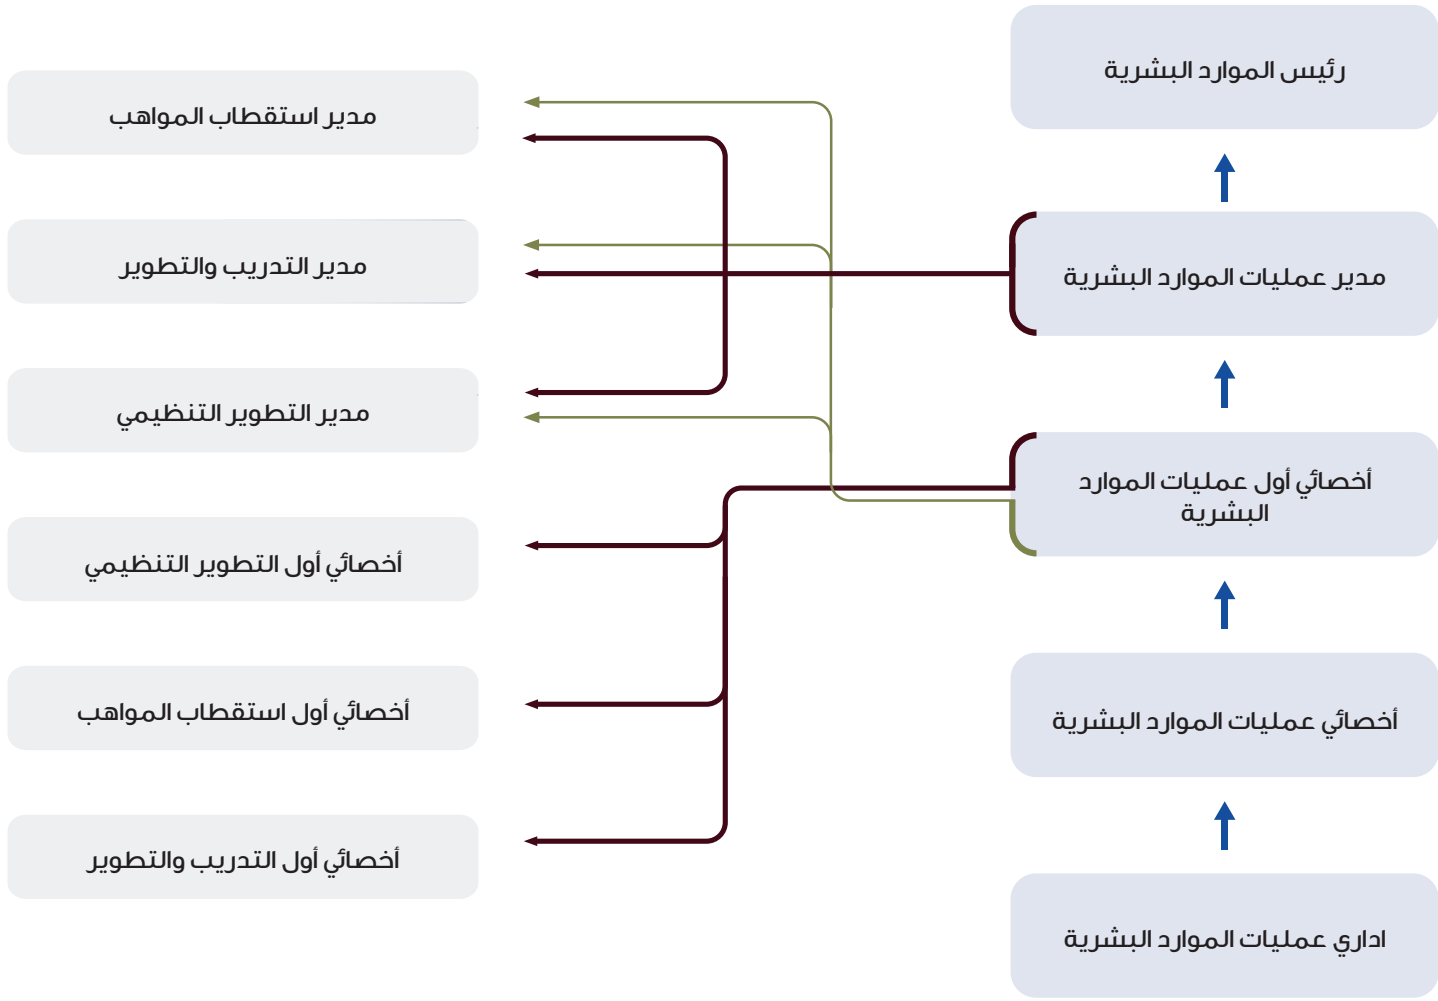 رئيس الموارد البشرية
مدير عمليات الموارد البشرية
أخصائي أول عمليات الموارد
البشرية
أخصائي عمليات الموارد البشرية
اداري عمليات الموارد البشرية
مدير استقطاب المواهب
مدير التدريب والتطوير
مدير التطوير التنظيمي
أخصائي أول التطوير التنظيمي
أخصائي أول استقطاب المواهب
أخصائي أول التدريب والتطوير